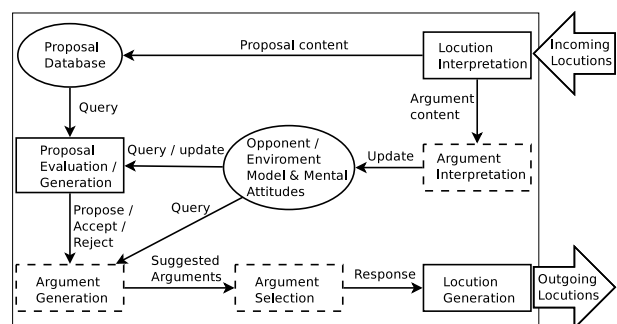 Proposal
Database
Proposal content
Locution
Interpretation
Incoming
Locutions
Query
Argument
content
Proposal
Evaluation /
Generation
Query / update
Opponent /
Enviroment
Model & Mental
Attitudes
Update
Argument
Interpretation
Propose /
Accept /
Reject
Query
Argument
Generation
Suggested
Arguments
Argument
Selection
Response
Locution
Generation
Outgoing
Locutions